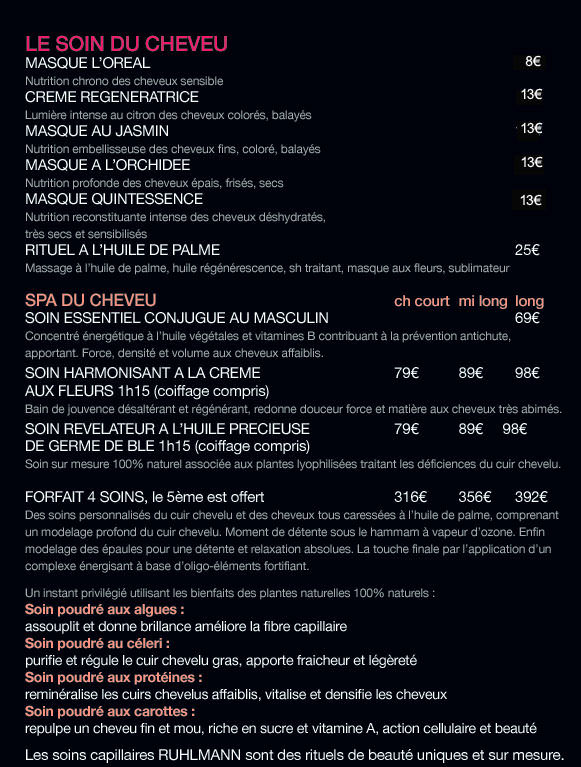 LE SOIN DU CHEVEU
MASQUE L'OREAL 8€
Nutrition chrono des cheveux sensible
CREME REGENERATRICE 13€
Lumière intense au citron des cheveux colorés, balayés
MASQUE AU JASMIN 13€
Nutrition embellisseuse des cheveux fins, coloré, balayés
MASQUE A L'ORCHIDEE 13€
Nutrition profonde des cheveux épais, frisés, secs
MASQUE QUINTESSENCE 13€
Nutrition reconstituante intense des cheveux déshydratés,
très secs et sensibilisés
RITUEL A L'HUILE DE PALME 25€
Massage à l'huile de palme, huile régénérescence, sh traitant, masque aux fleurs, sublimateur
SPA DU CHEVEU ch court mi long long
SOIN ESSENTIEL CONJUGUE AU MASCULIN 69€
Concentré énergétique à l'huile végétales et vitamines B contribuant à la prévention antichute,
apportant. Force, densité et volume aux cheveux affaiblis.
SOIN HARMONISANT A LA CREME 79€ 89€ 98€
AUX FLEURS 1h15 (coiffage compris)
Bain de jouvence désaltérant et régénérant, redonne douceur force et matière aux cheveux très abimés.
SOIN REVELATEUR A L'HUILE PRECIEUSE 79€ 89€ 98€
DE GERME DE BLE 1h15 (coiffage compris)
Soin sur mesure 100% naturel associée aux plantes lyophilisées traitant les déficiences du cuir chevelu.
FORFAIT 4 SOINS, le 5ème est offert 316€ 356€ 392€
Des soins personnalisés du cuir chevelu et des cheveux tous caressées à l'huile de palme, comprenant
un modelage profond du cuir chevelu. Moment de détente sous le hammam à vapeur d'ozone. Enfin
modelage des épaules pour une détente et relaxation absolues. La touche finale par l'application d'un
complexe énergisant à base d'oligo-éléments fortifiant.
Un instant privilégié utilisant les bienfaits des plantes naturelles 100% naturels :
Soin poudré aux algues :
assouplit et donne brillance améliore la fibre capillaire
Soin poudré au céleri :
purifie et régule le cuir chevelu gras, apporte fraicheur et légèreté
Soin poudré aux protéines :
reminéralise les cuirs chevelus affaiblis, vitalise et densifie les cheveux
Soin poudré aux carottes :
repulpe un cheveu fin et mou, riche en sucre et vitamine A, action cellulaire et beauté
Les soins capillaires RUHLMANN sont des rituels de beauté uniques et sur mesure.